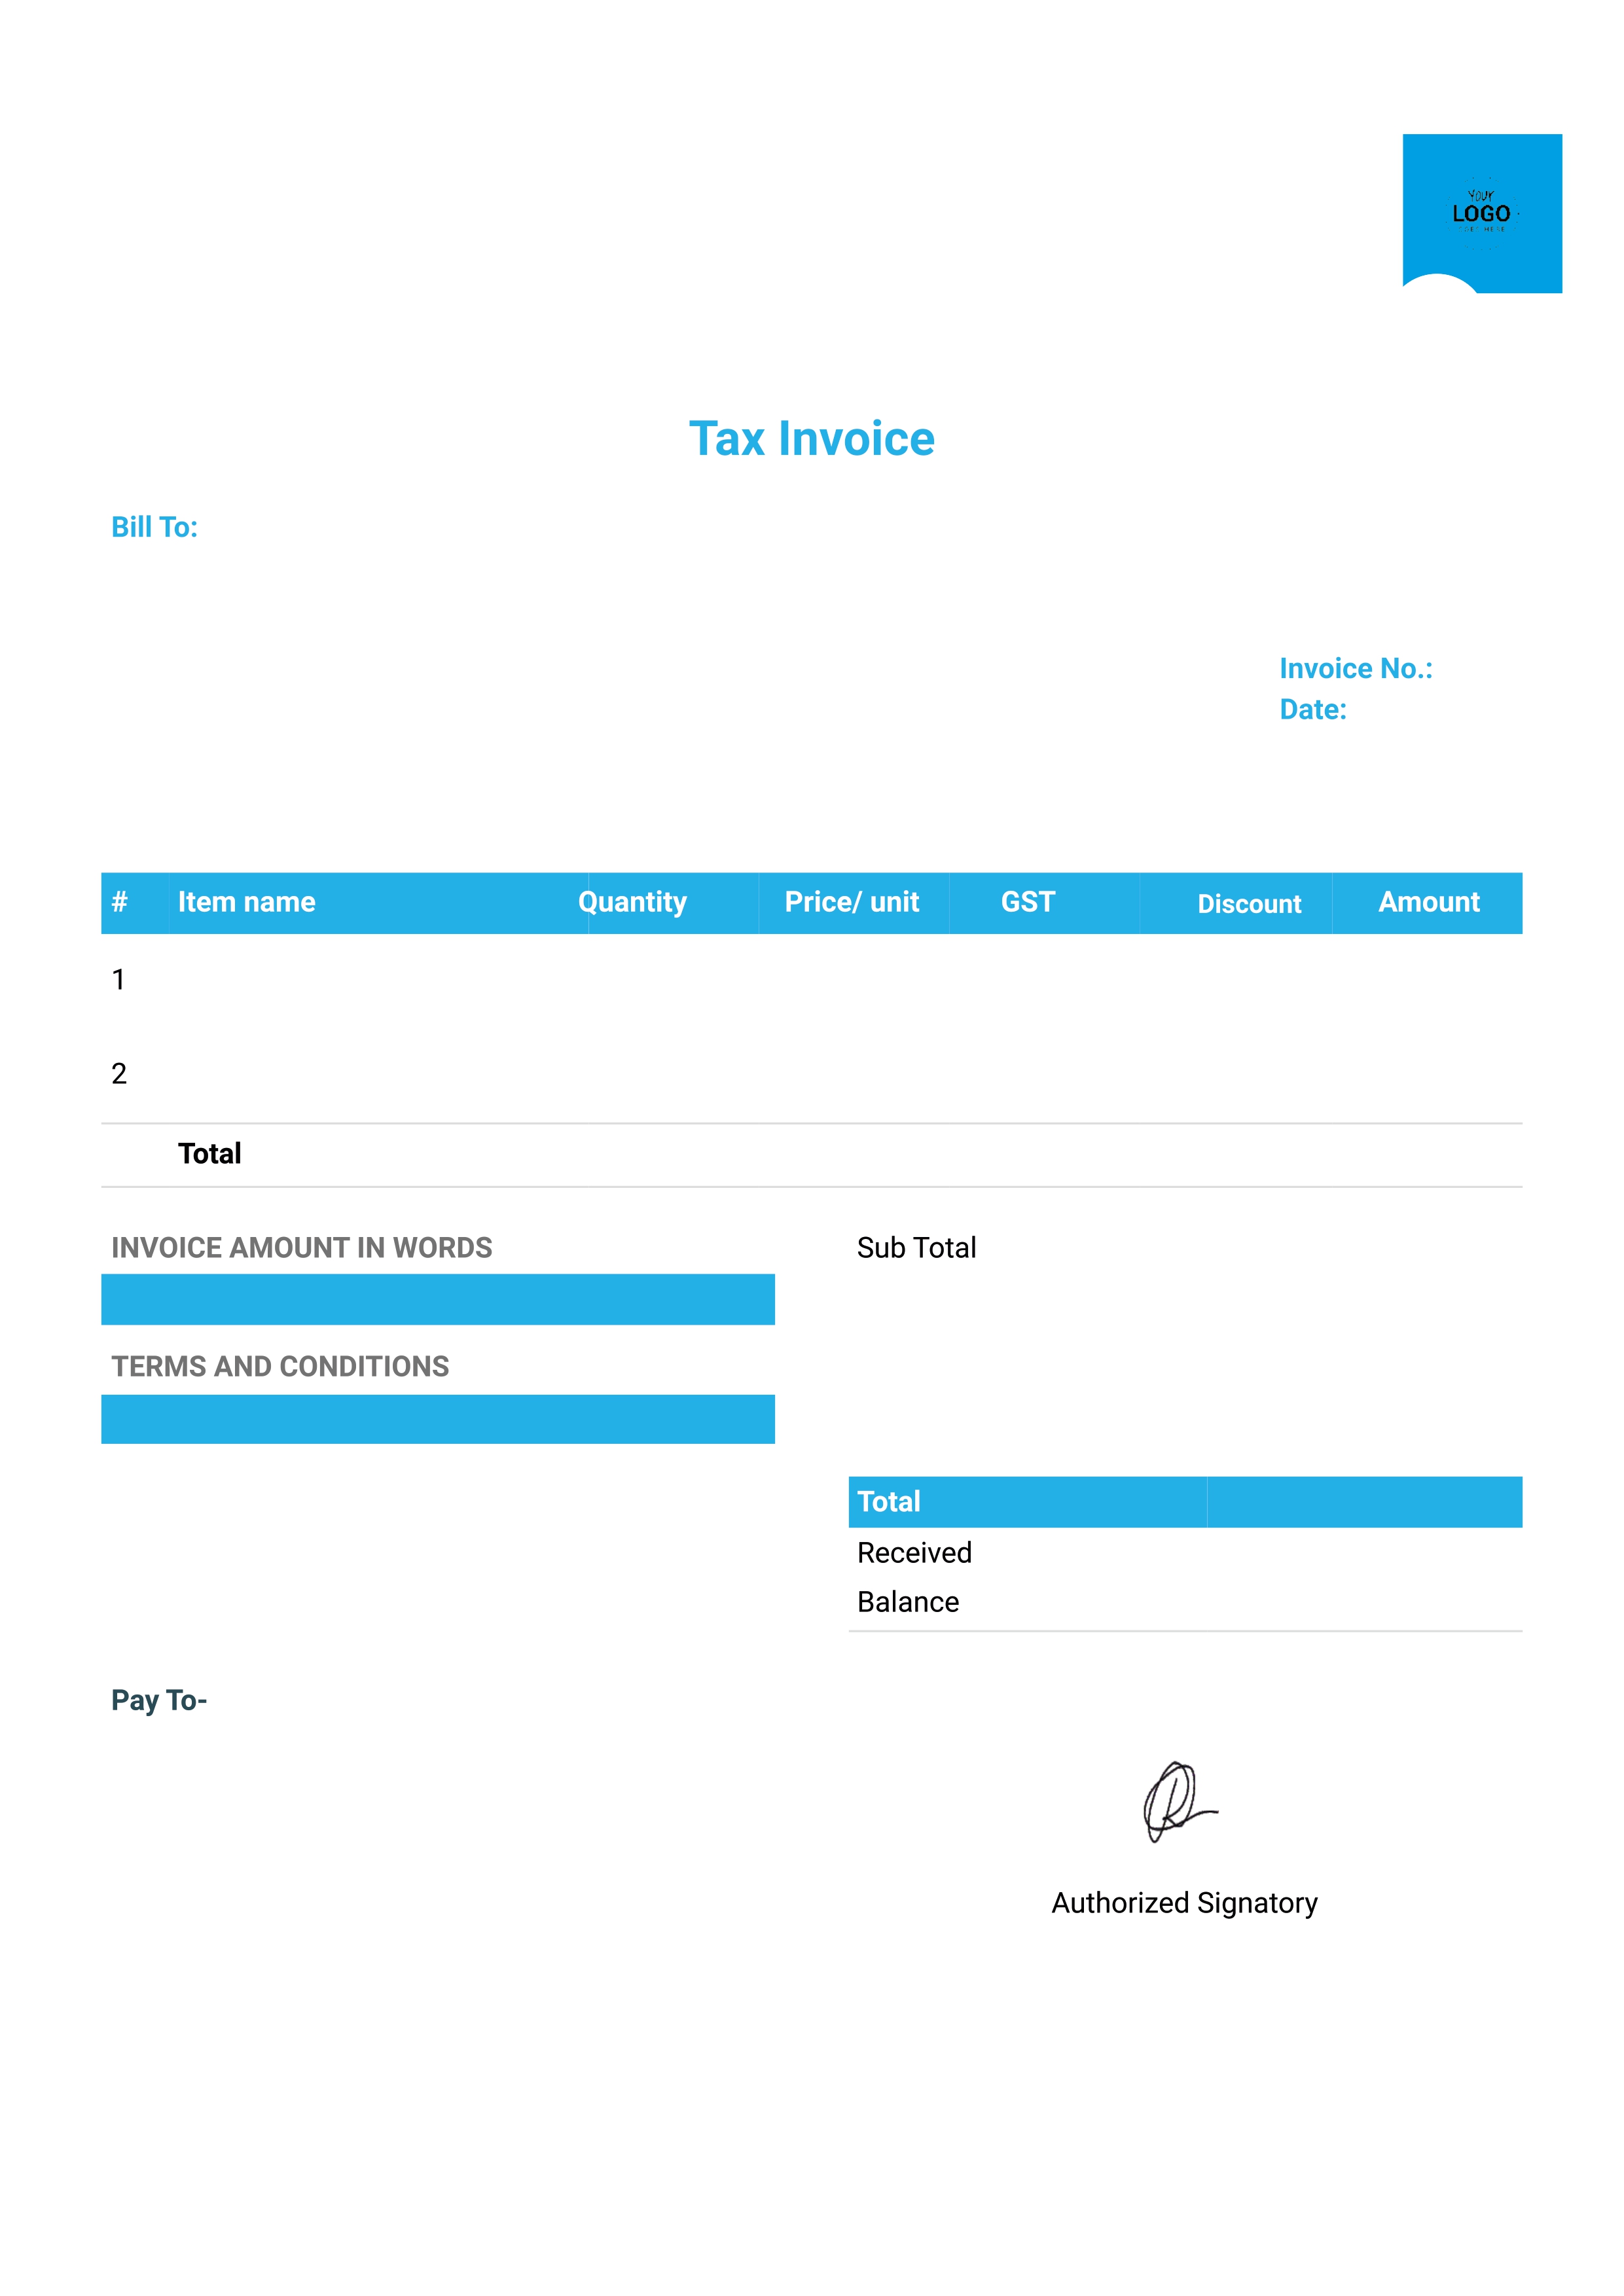 YOUR
LOGO
Tax Invoice
Bill To:
Invoice No.:
Date:
# Item name Quantity Price/ unit GST Discount Amount
1
2
Total
INVOICE AMOUNT IN WORDS
Sub Total
TERMS AND CONDITIONS
Total
Received
Balance
Pay To-
Authorized Signatory